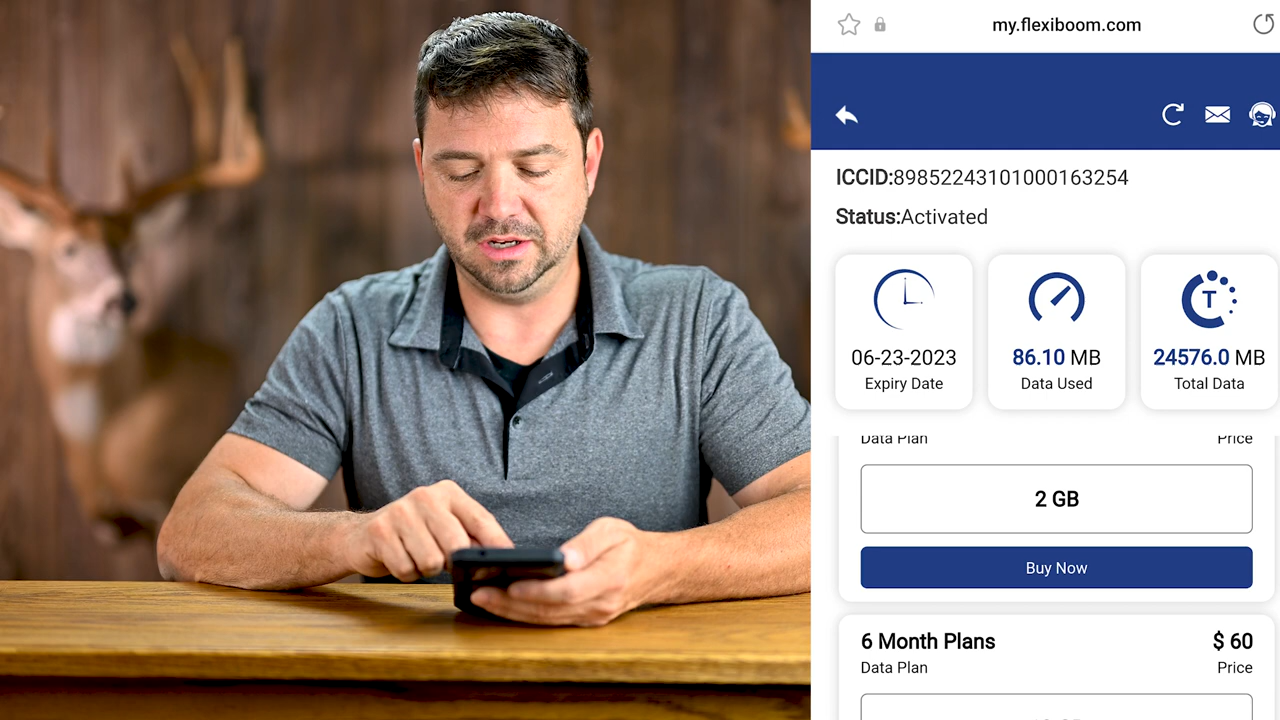 my.flexiboom.com
ICCID:89852243101000163254
Status:Activated
06-23-2023
Expiry Date
86.10 MB
Data Used
T
24576.0 MB
Total Data
Data Plan Price
2 GB
Buy Now
6 Month Plans $ 60
Data Plan Price